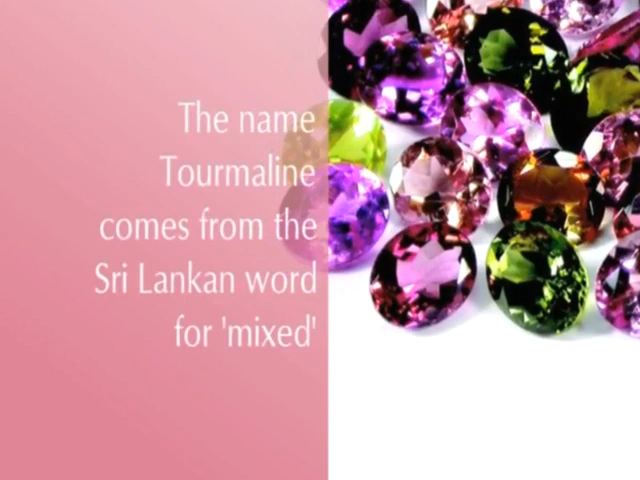 The name
Tourmaline
comes from the
Sri Lankan word
for 'mixed'